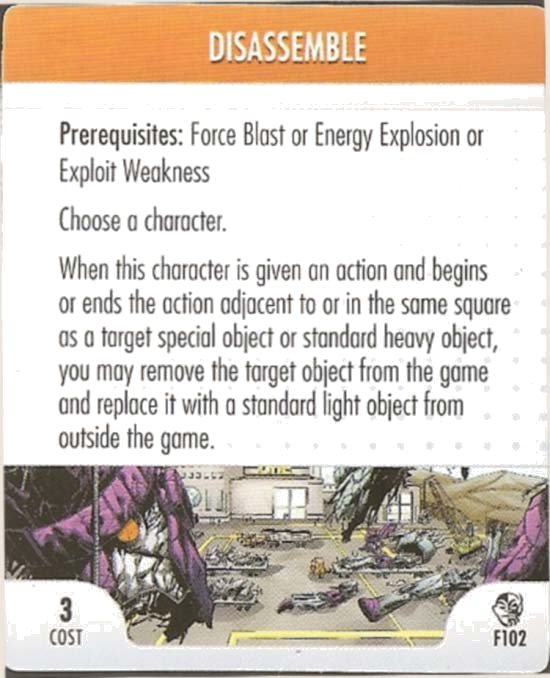 DISASSEMBLE
Prerequisites: Force Blast or Energy Explosion or
Exploit Weakness
Choose a character.
When this character is given an action and begins
or ends the action adjacent to or in the same square
as a target special object or standard heavy object,
you may remove the target object from the game
and replace it with a standard light object from
outside the game.
3
COST
F102